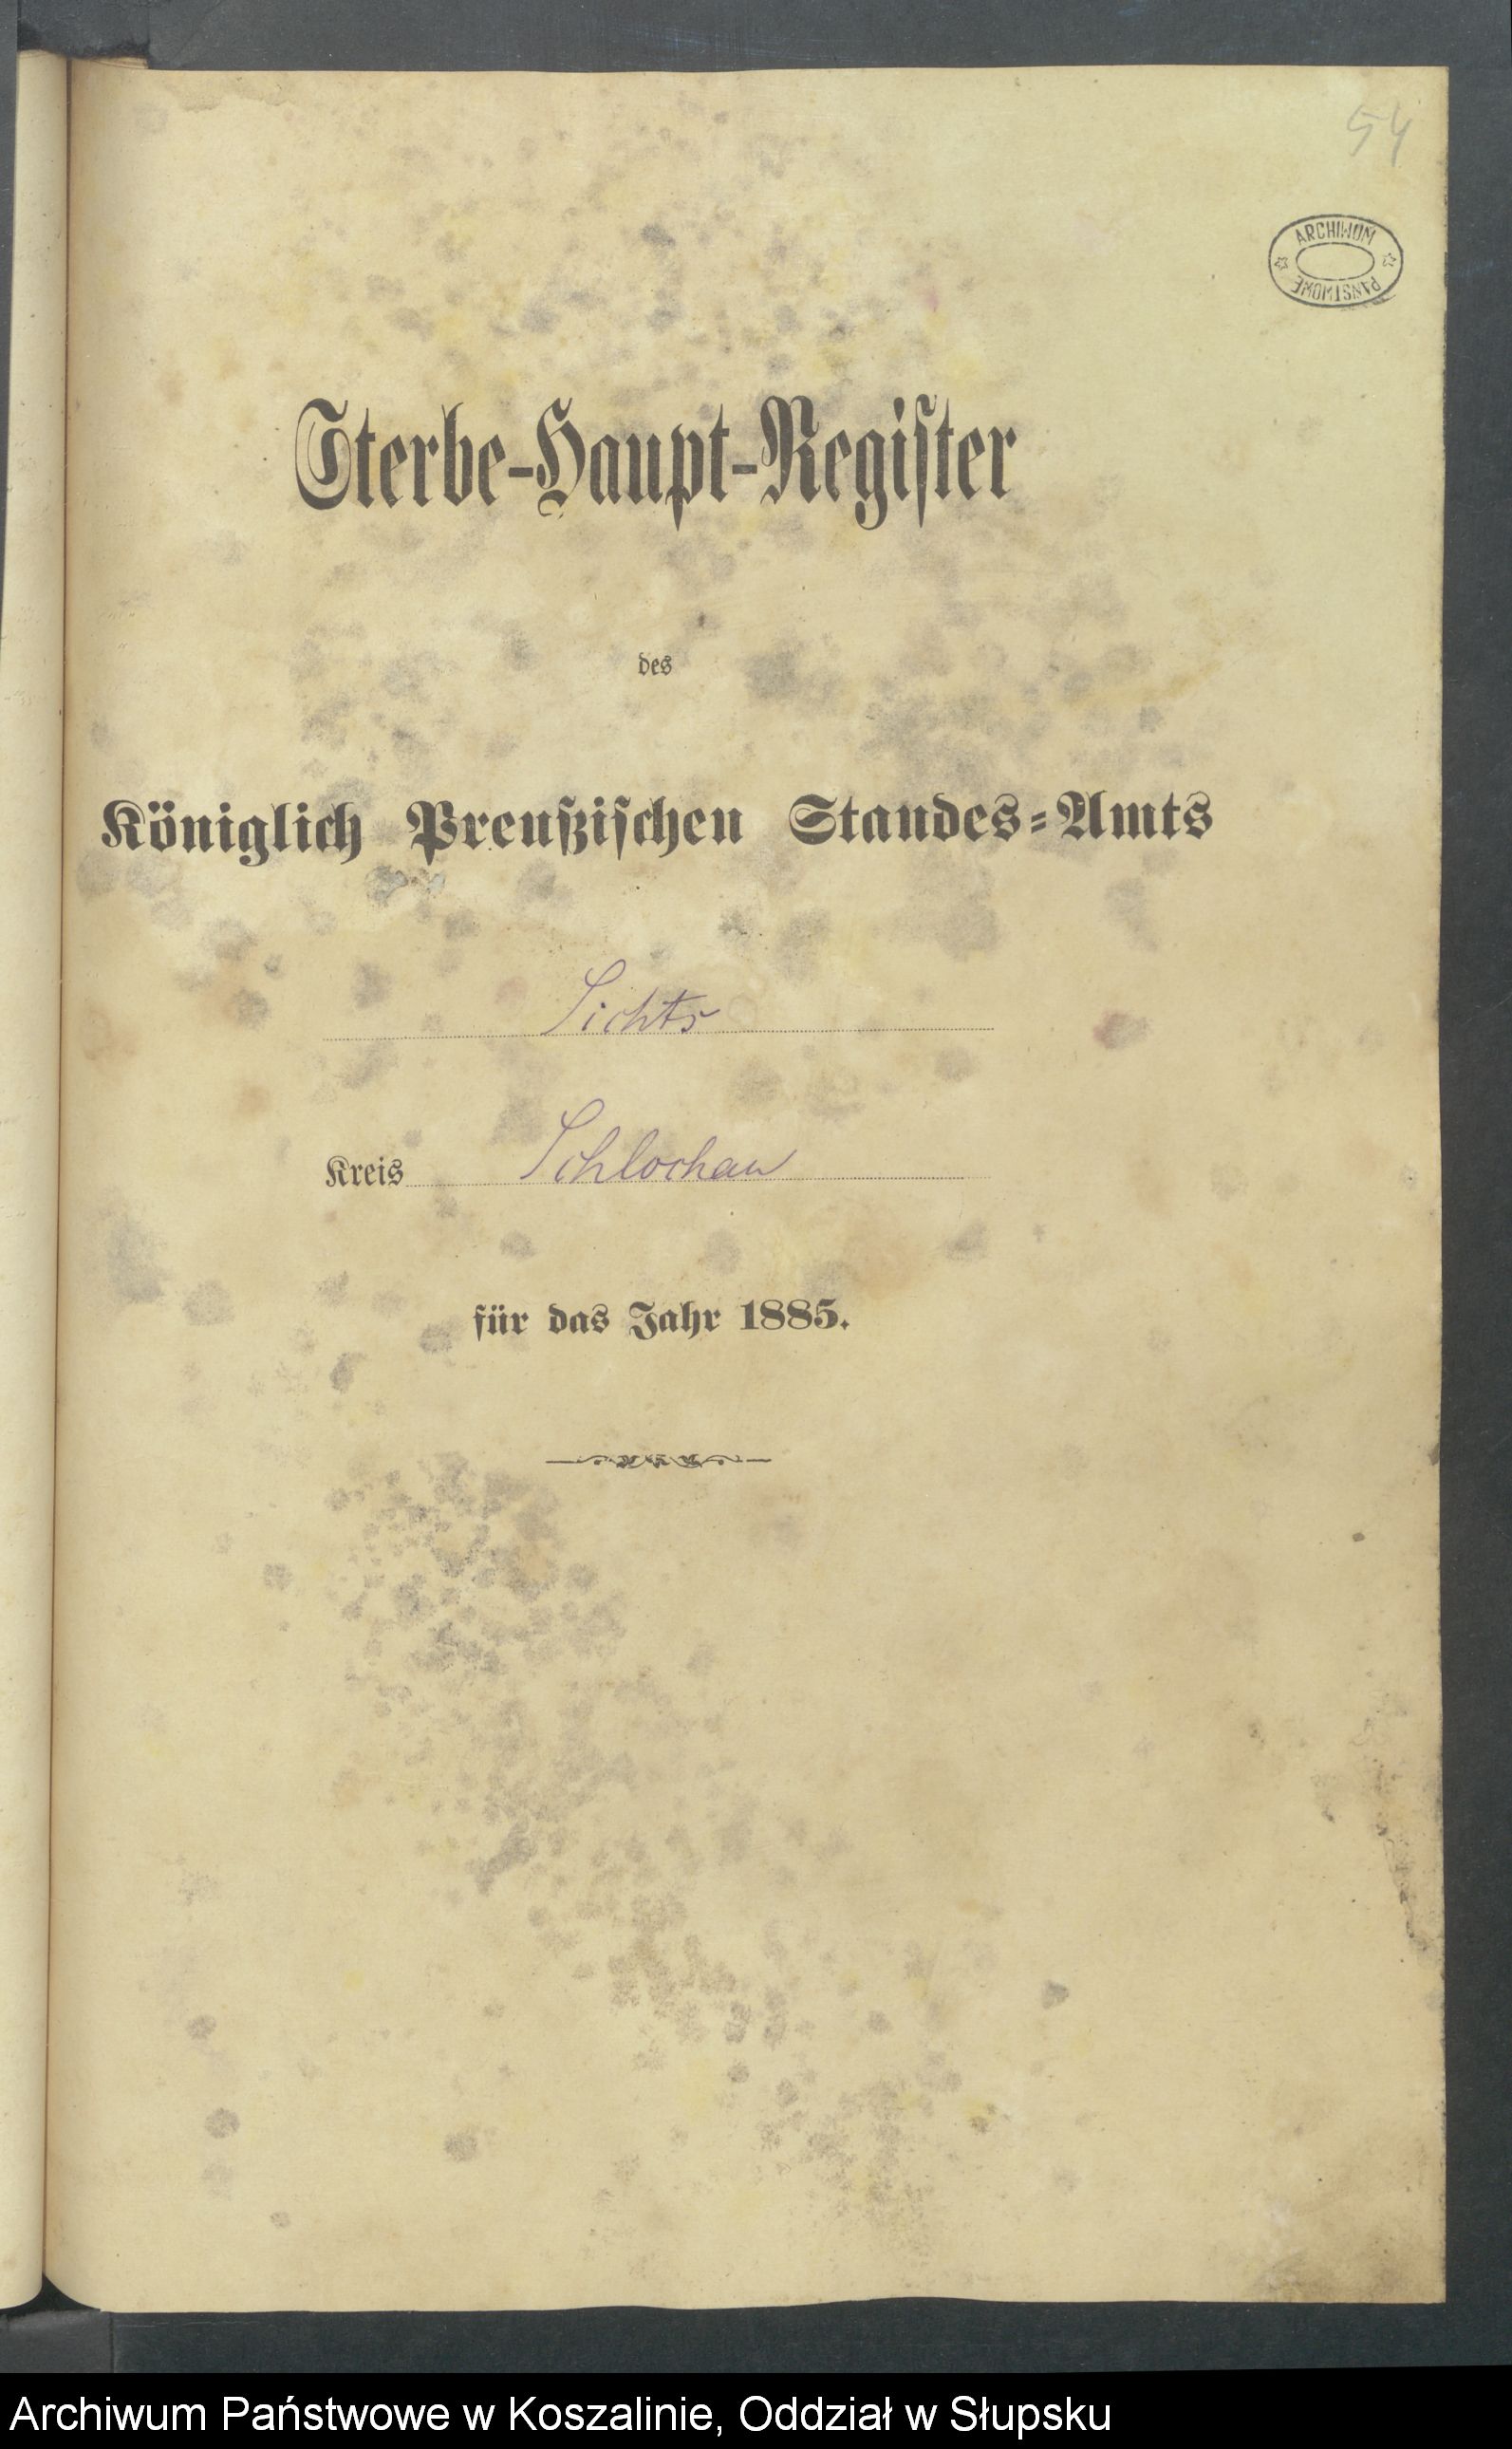 54
ARCHIWUM
PAŃSTWOWE
Sterbe-Haupt-Register
des
Königlich Preußischen Standes-Amts
Sichts
Kreis Schlochau
für das Jahr 1885.
Archiwum Państwowe w Koszalinie, Oddział w Słupsku